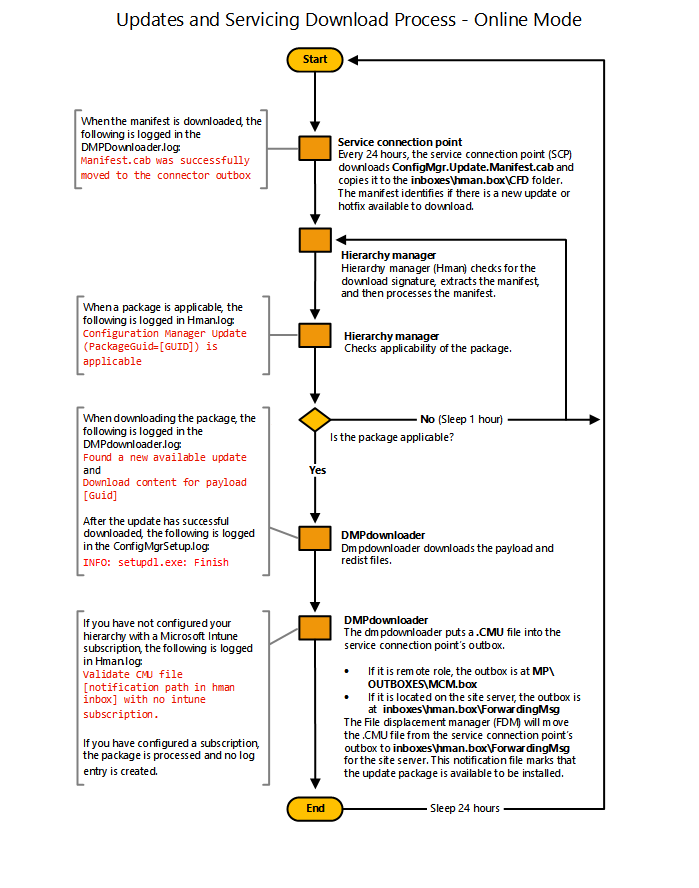 Updates and Servicing Download Process - Online Mode
Start
When the manifest is downloaded, the
following is logged in the
DMPDownloader.log:
Manifest.cab was successfully
moved to the connector outbox
Service connection point
Every 24 hours, the service connection point (SCP)
downloads ConfigMgr.Update.Manifest.cab and
copies it to the inboxes\hman.box\CFD folder.
The manifest identifies if there is a new update or
hotfix available to download.
Hierarchy manager
Hierarchy manager (Hman) checks for the
download signature, extracts the manifest,
and then processes the manifest.
When a package is applicable, the
following is logged in Hman.log:
Configuration Manager Update
(PackageGuid=[GUID]) is
applicable
Hierarchy manager
Checks applicability of the package.
No (Sleep 1 hour)
Is the package applicable?
Yes
When downloading the package, the
following is logged in the
DMPdownloader.log:
Found a new available update
and
Download content for payload
[Guid]
After the update has successful
downloaded, the following is logged
in the ConfigMgrSetup.log:
INFO: setupdl.exe: Finish
DMPdownloader
Dmpdownloader downloads the payload and
redist files.
If you have not configured your
hierarchy with a Microsoft Intune
subscription, the following is logged
in Hman.log:
Validate CMU file
[notification path in hman
inbox] with no intune
subscription.
If you have configured a subscription,
the package is processed and no log
entry is created.
DMPdownloader
The dmpdownloader puts a .CMU file into the
service connection point's outbox.
• If it is remote role, the outbox is at MP\
OUTBOXES\MCM.box
• If it is located on the site server, the outbox is
at inboxes\hman.box\ForwardingMsg
The File displacement manager (FDM) will move
the .CMU file from the service connection point's
outbox to inboxes\hman.box\ForwardingMsg
for the site server. This notification file marks that
the update package is available to be installed.
End
Sleep 24 hours